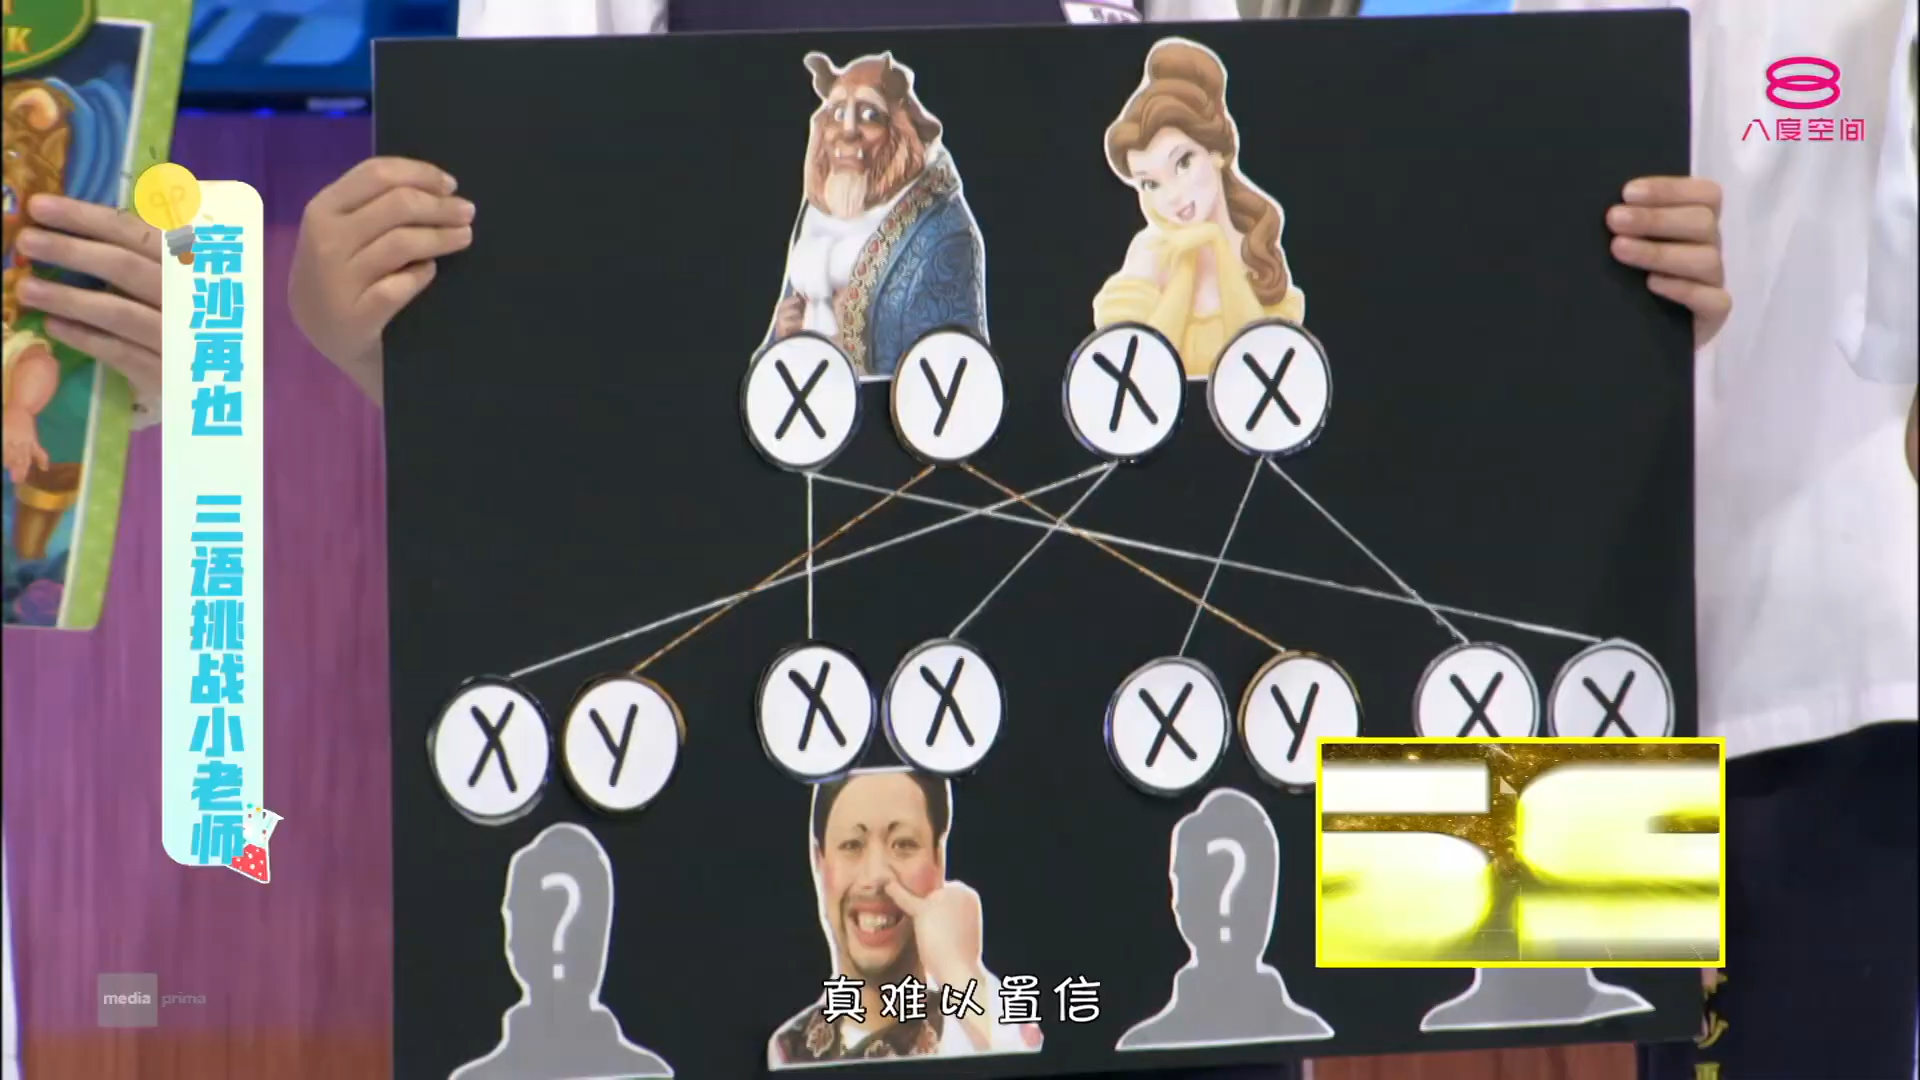 K
八度空间
帝沙再也 三语挑战小老师
X y X X
X y X X X y X X
? ?
真难以置信
media prima